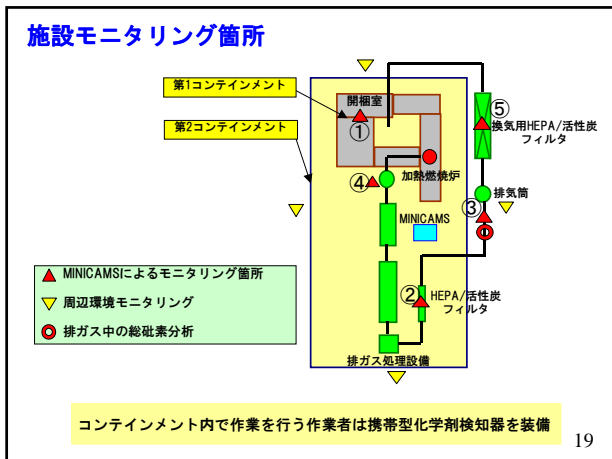 施設モニタリング箇所
第1コンテインメント
第2コンテインメント
開梱室
①
⑤
換気用HEPA/活性炭
フィルタ
④
加熱燃焼炉
排気筒
③
MINICAMS
②
HEPA/活性炭
フィルタ
排ガス処理設備
MINICAMSによるモニタリング箇所
周辺環境モニタリング
排ガス中の総砒素分析
コンテインメント内で作業を行う作業者は携帯型化学剤検知器を装備
19